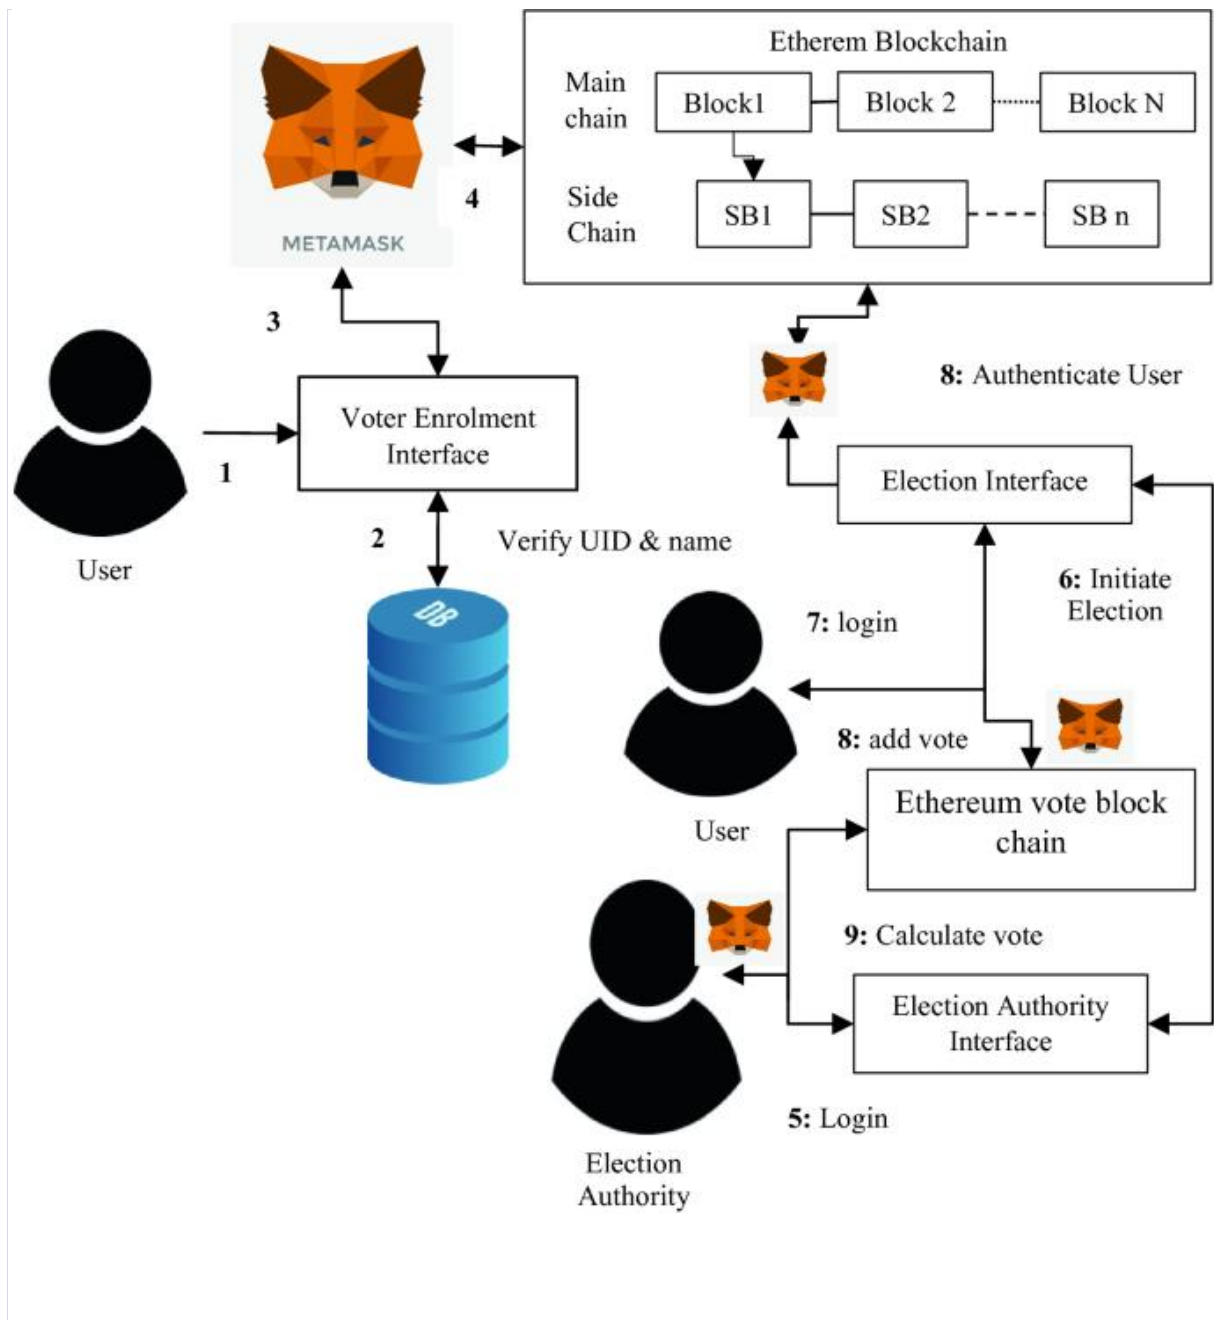 Etherem Blockchain
Main
chain
Block1
Block 2
Block N
Side
Chain
SB1
SB2
SB n
METAMASK
4
3
8: Authenticate User
Voter Enrolment
Interface
1
User
2
Verify UID & name
DB
Election Interface
6: Initiate
Election
7: login
8: add vote
User
Ethereum vote block
chain
9: Calculate vote
Election Authority
Interface
5: Login
Election
Authority